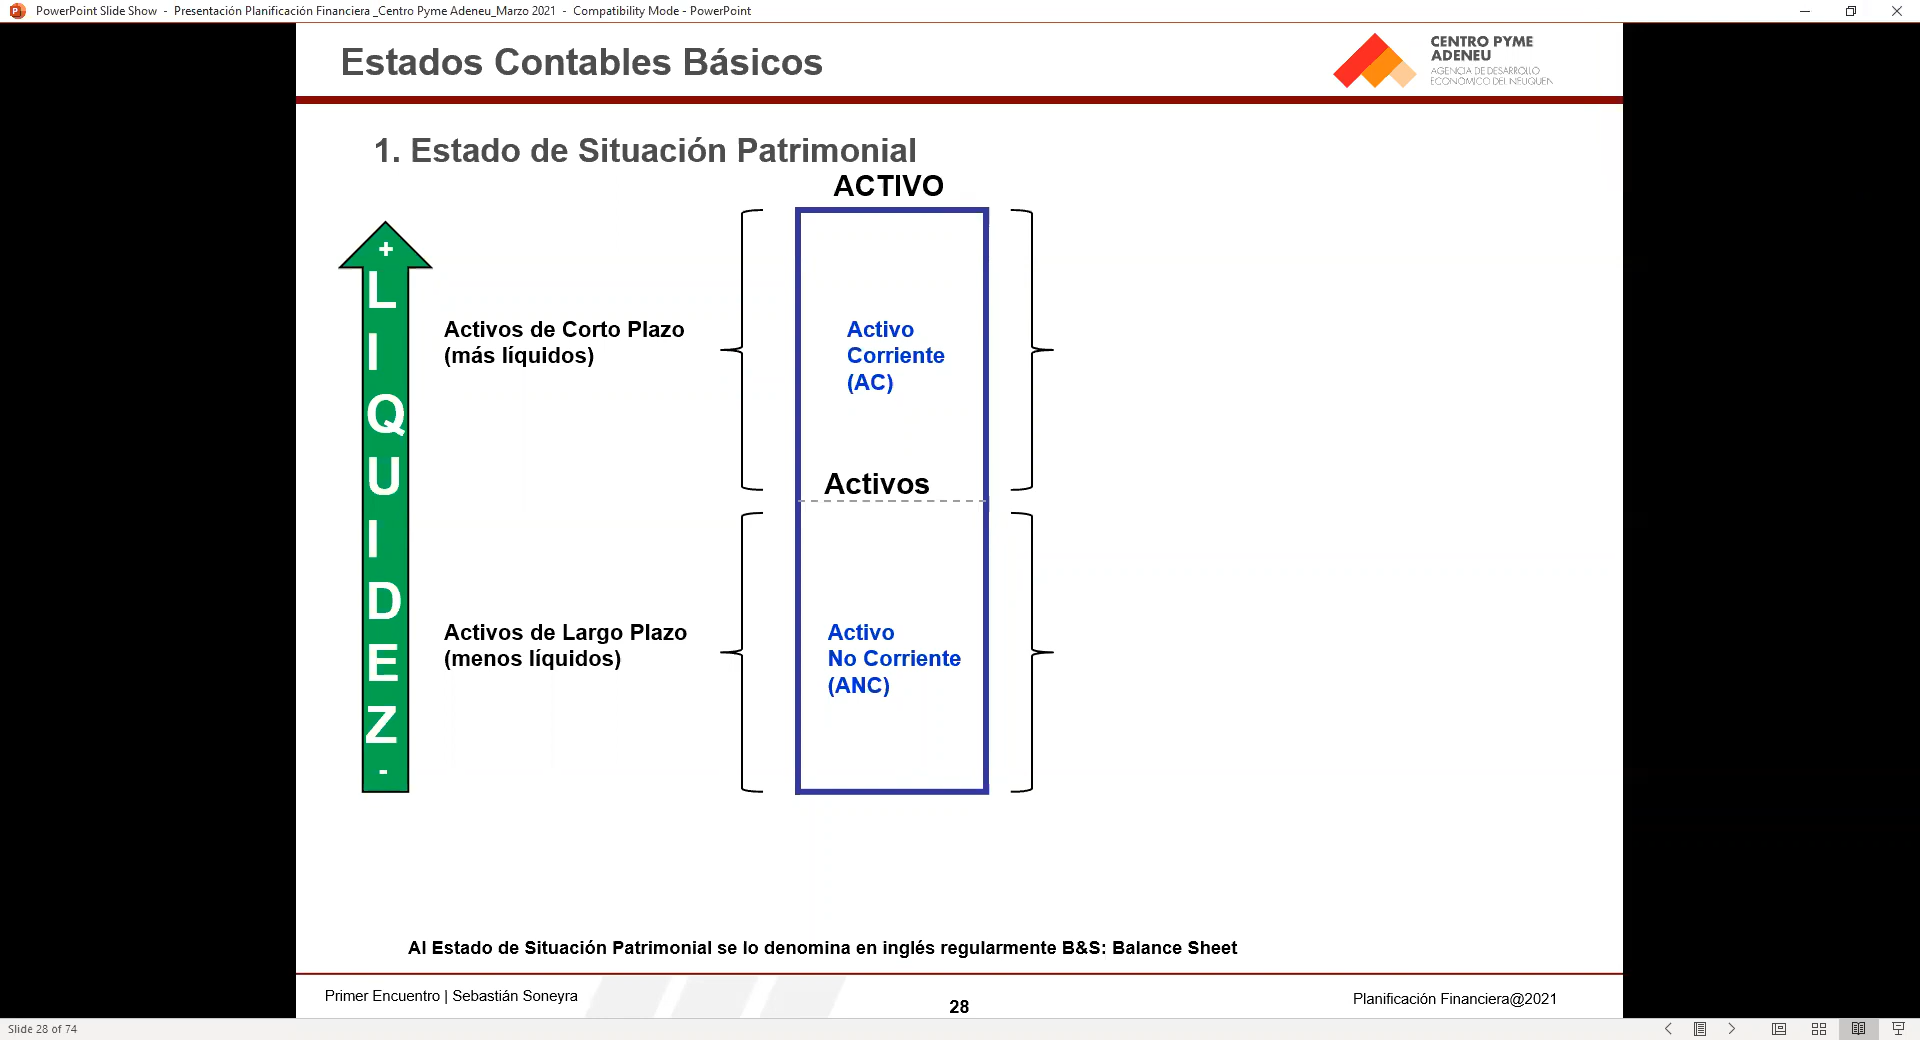 PowerPoint Slide Show - Presentación Planificación Financiera _Centro Pyme Adeneu_Marzo 2021 - Compatibility Mode - PowerPoint
Estados Contables Básicos
CENTRO PYME
ADENEU
AGENCIA DE DESARROLLO
ECONOMICO DEL NEUQUEN
1. Estado de Situación Patrimonial
ACTIVO
+
L
I
Q
U
I
D
E
Z
-
Activos de Corto Plazo
(más líquidos)
Activo
Corriente
(AC)
Activos
Activos de Largo Plazo
(menos líquidos)
Activo
No Corriente
(ANC)
Al Estado de Situación Patrimonial se lo denomina en inglés regularmente B&S: Balance Sheet
Primer Encuentro | Sebastián Soneyra
28
Planificación Financiera@2021
Slide 28 of 74